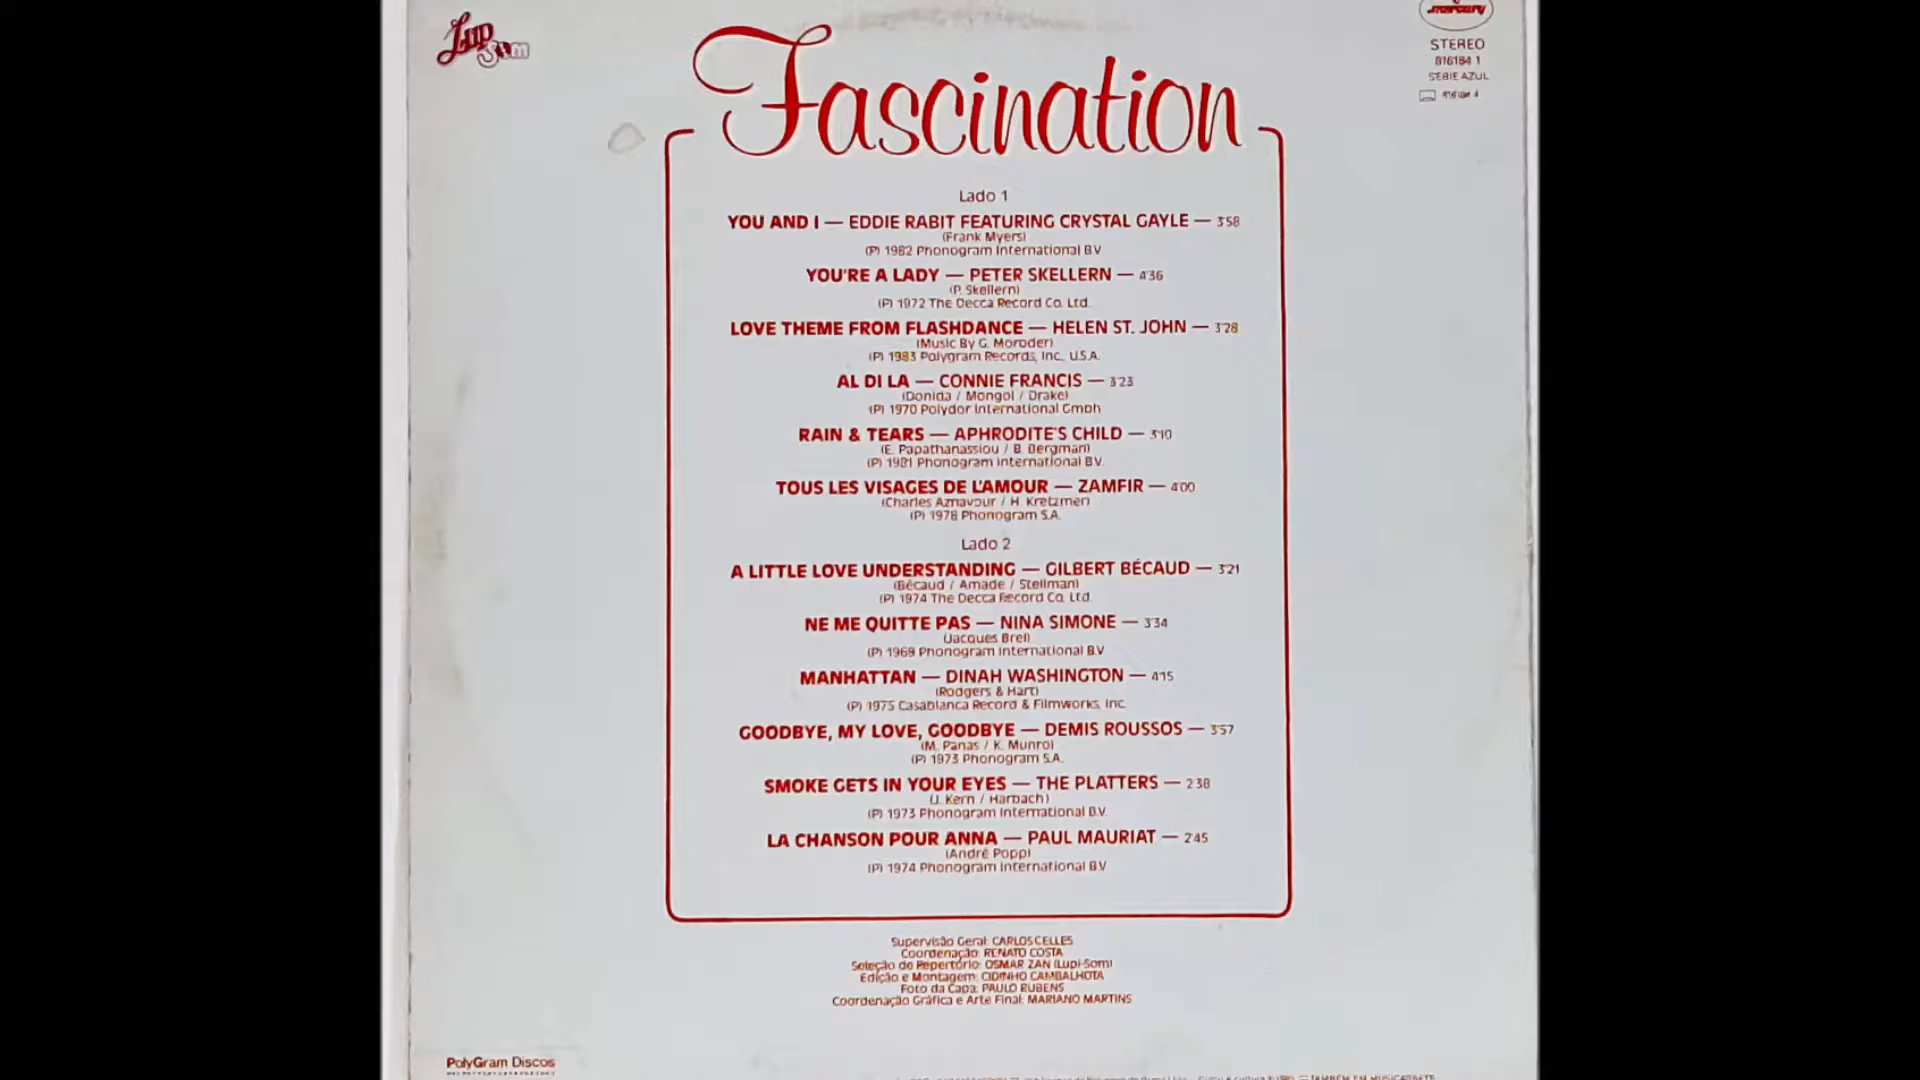 Lup Som
mercury
STEREO
816184 1
SERIE AZUL
Fascination
Lado 1
YOU AND I — EDDIE RABIT FEATURING CRYSTAL GAYLE — 3'58
(Frank Myers)
(P) 1982 Phonogram International B.V.
YOU'RE A LADY — PETER SKELLERN — 4'36
(P. Skellern)
(P) 1972 The Decca Record Co. Ltd.
LOVE THEME FROM FLASHDANCE — HELEN ST. JOHN — 3'28
(Music By G. Moroder)
(P) 1983 Polygram Records, Inc., U.S.A.
AL DI LA — CONNIE FRANCIS — 3'23
(Donida / Mongol / Drake)
(P) 1970 Polydor International Gmbh
RAIN & TEARS — APHRODITE'S CHILD — 3'10
(E. Papathanassiou / B. Bergman)
(P) 1981 Phonogram International B.V.
TOUS LES VISAGES DE L'AMOUR — ZAMFIR — 4'00
(Charles Aznavour / H. Kretzmer)
(P) 1978 Phonogram S.A.
Lado 2
A LITTLE LOVE UNDERSTANDING — GILBERT BÉCAUD — 3'21
(Bécaud / Amade / Stellman)
(P) 1974 The Decca Record Co. Ltd.
NE ME QUITTE PAS — NINA SIMONE — 3'34
(Jacques Brel)
(P) 1969 Phonogram International B.V.
MANHATTAN — DINAH WASHINGTON — 4'15
(Rodgers & Hart)
(P) 1975 Casablanca Record & Filmworks, Inc.
GOODBYE, MY LOVE, GOODBYE — DEMIS ROUSSOS — 3'57
(M. Panas / K. Munro)
(P) 1973 Phonogram S.A.
SMOKE GETS IN YOUR EYES — THE PLATTERS — 2'38
(J. Kern / Harbach)
(P) 1973 Phonogram International B.V.
LA CHANSON POUR ANNA — PAUL MAURIAT — 2'45
(André Popp)
(P) 1974 Phonogram International B.V.
Supervisão Geral: CARLOS CELLES
Coordenação: RENATO COSTA
Seleção de Repertório: OSMAR ZAN (Lupi-Som)
Edição e Montagem: CIDINHO CAMBALHOTA
Foto da Capa: PAULO RUBENS
Coordenação Gráfica e Arte Final: MARIANO MARTINS
PolyGram Discos